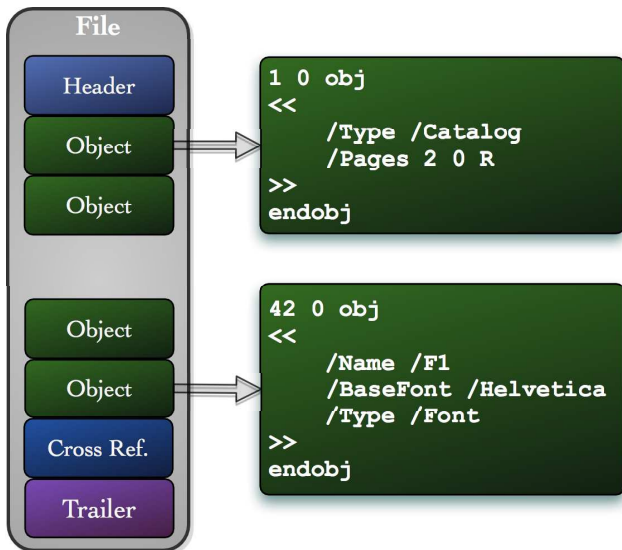 File
Header
Object
Object
Object
Object
Cross Ref.
Trailer
1 0 obj
<<
/Type /Catalog
/Pages 2 0 R
>>
endobj
42 0 obj
<<
/Name /F1
/BaseFont /Helvetica
/Type /Font
>>
endobj